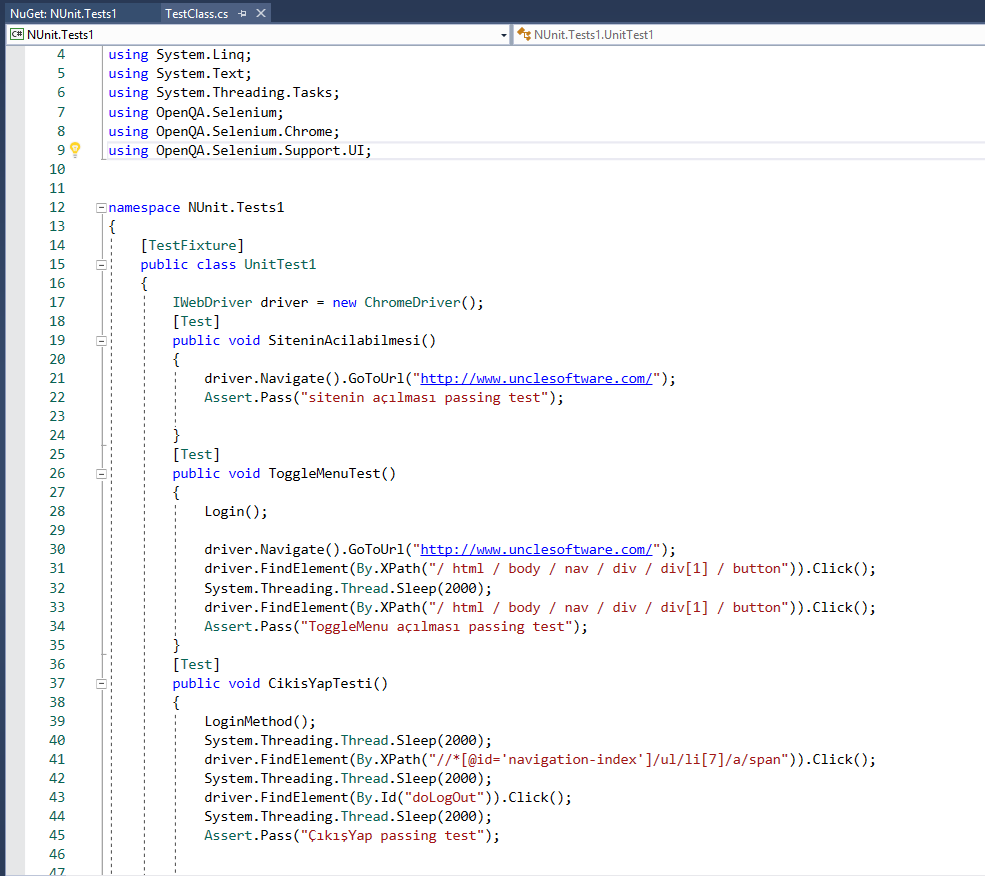 NuGet: NUnit.Tests1 TestClass.cs
C# NUnit.Tests1 NUnit.Tests1.UnitTest1
4 using System.Linq;
5 using System.Text;
6 using System.Threading.Tasks;
7 using OpenQA.Selenium;
8 using OpenQA.Selenium.Chrome;
9 using OpenQA.Selenium.Support.UI;
10
11
12 namespace NUnit.Tests1
13 {
14 [TestFixture]
15 public class UnitTest1
16 {
17 IWebDriver driver = new ChromeDriver();
18 [Test]
19 public void SiteninAcilabilmesi()
20 {
21 driver.Navigate().GoToUrl("http://www.unclesoftware.com/");
22 Assert.Pass("sitenin açılması passing test");
23
24 }
25 [Test]
26 public void ToggleMenuTest()
27 {
28 Login();
29
30 driver.Navigate().GoToUrl("http://www.unclesoftware.com/");
31 driver.FindElement(By.XPath("/ html / body / nav / div / div[1] / button")).Click();
32 System.Threading.Thread.Sleep(2000);
33 driver.FindElement(By.XPath("/ html / body / nav / div / div[1] / button")).Click();
34 Assert.Pass("ToggleMenu açılması passing test");
35 }
36 [Test]
37 public void CikisYapTesti()
38 {
39 LoginMethod();
40 System.Threading.Thread.Sleep(2000);
41 driver.FindElement(By.XPath("//*[@id='navigation-index']/ul/li[7]/a/span")).Click();
42 System.Threading.Thread.Sleep(2000);
43 driver.FindElement(By.Id("doLogOut")).Click();
44 System.Threading.Thread.Sleep(2000);
45 Assert.Pass("ÇıkışYap passing test");
46
47